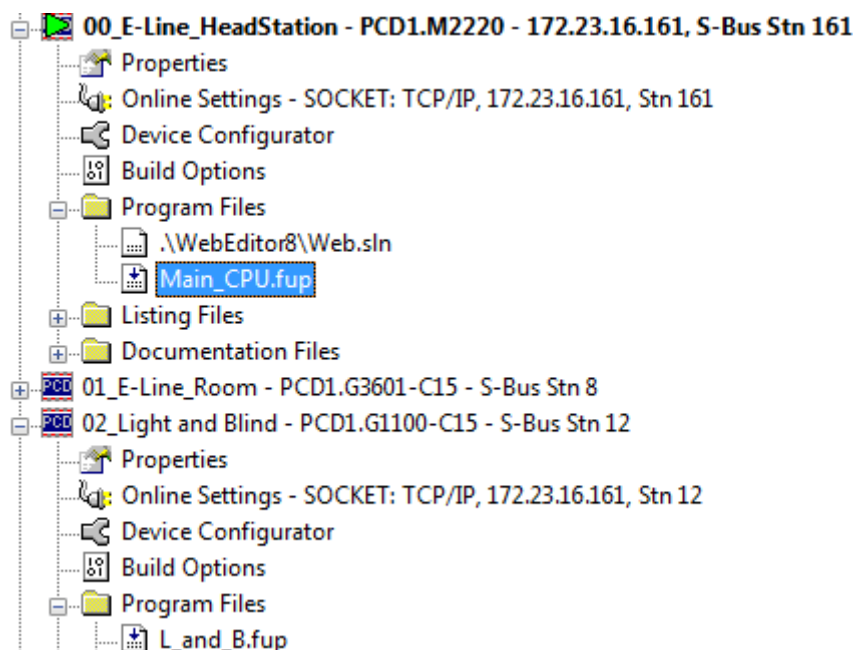 00_E-Line_HeadStation - PCD1.M2220 - 172.23.16.161, S-Bus Stn 161
Properties
Online Settings - SOCKET: TCP/IP, 172.23.16.161, Stn 161
Device Configurator
Build Options
Program Files
.\WebEditor8\Web.sln
Main_CPU.fup
Listing Files
Documentation Files
PCD 01_E-Line_Room - PCD1.G3601-C15 - S-Bus Stn 8
PCD 02_Light and Blind - PCD1.G1100-C15 - S-Bus Stn 12
Properties
Online Settings - SOCKET: TCP/IP, 172.23.16.161, Stn 12
Device Configurator
Build Options
Program Files
L_and_B.fup